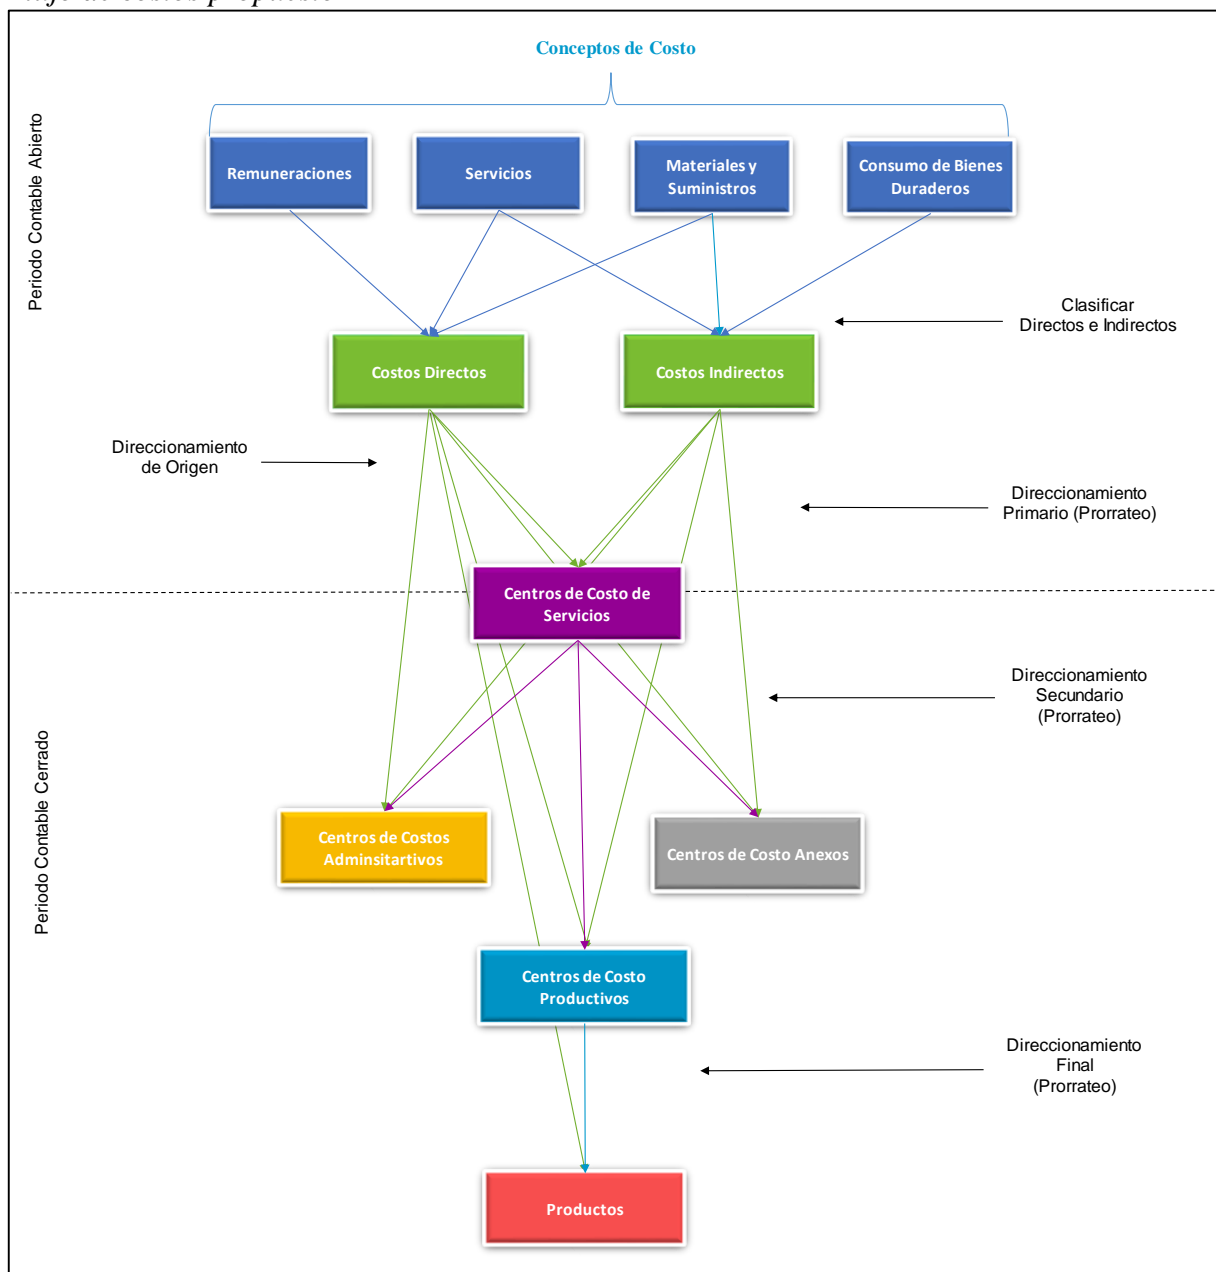 Conceptos de Costo
Periodo Contable Abierto
Remuneraciones
Servicios
Materiales y
Suministros
Consumo de Bienes
Duraderos
Clasificar
Directos e Indirectos
Costos Directos
Costos Indirectos
Direccionamiento
de Origen
Direccionamiento
Primario (Prorrateo)
Centros de Costo de
Servicios
Direccionamiento
Secundario
(Prorrateo)
Periodo Contable Cerrado
Centros de Costos
Adminsitartivos
Centros de Costo Anexos
Centros de Costo
Productivos
Direccionamiento
Final
(Prorrateo)
Productos